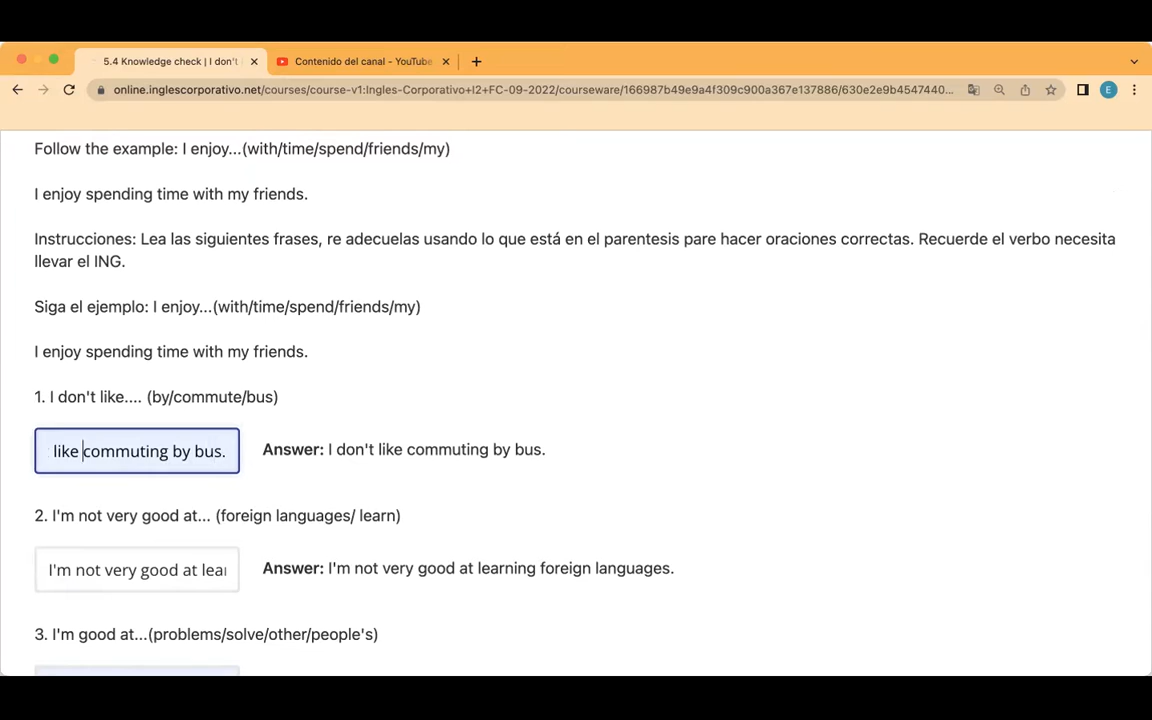 5.4 Knowledge check | I don't
Contenido del canal - YouTube
online.inglescorporativo.net/courses/course-v1:Ingles-Corporativo+I2+FC-09-2022/courseware/166987b49e9a4f309c900a367e137886/630e2e9b4547440...
E
Follow the example: I enjoy...(with/time/spend/friends/my)
I enjoy spending time with my friends.
Instrucciones: Lea las siguientes frases, re adecuelas usando lo que está en el parentesis pare hacer oraciones correctas. Recuerde el verbo necesita
llevar el ING.
Siga el ejemplo: I enjoy...(with/time/spend/friends/my)
I enjoy spending time with my friends.
1. I don't like.... (by/commute/bus)
like commuting by bus.
Answer: I don't like commuting by bus.
2. I'm not very good at... (foreign languages/ learn)
I'm not very good at lear
Answer: I'm not very good at learning foreign languages.
3. I'm good at...(problems/solve/other/people's)